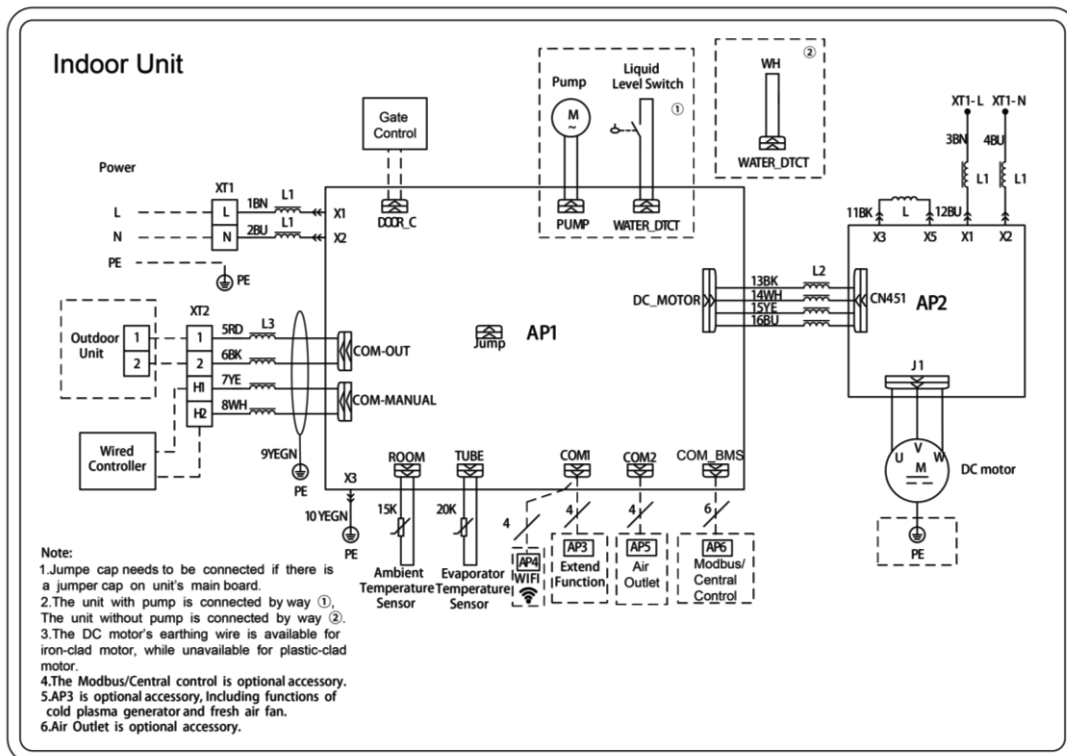 Indoor Unit
Power
L
N
PE
XT1
L
N
1BN
L1
2BU
L1
X1
X2
PE
Gate
Control
DOOR_C
Pump
M
~
PUMP
Liquid
Level Switch
①
WATER_DTCT
②
WH
WATER_DTCT
XT1-L
XT1-N
3BN
4BU
L1
L1
11BK
L
12BU
X3
X5
X1
X2
AP2
CN451
DC_MOTOR
13BK
L2
14WH
15YE
16BU
J1
U
V
W
M
DC motor
PE
Outdoor
Unit
1
2
XT2
1
2
H1
H2
5RD
L3
6BK
7YE
8WH
COM-OUT
COM-MANUAL
Jump
AP1
Wired
Controller
9YEGN
PE
X3
10YEGN
PE
ROOM
15K
Ambient
Temperature
Sensor
TUBE
20K
Evaporator
Temperature
Sensor
COM1
4
AP4
WIFI
4
AP3
Extend
Function
COM2
4
AP5
Air
Outlet
COM_BMS
6
AP6
Modbus/
Central
Control
Note:
1.Jumpe cap needs to be connected if there is
a jumper cap on unit's main board.
2.The unit with pump is connected by way ①,
The unit without pump is connected by way ②.
3.The DC motor's earthing wire is available for
iron-clad motor, while unavailable for plastic-clad
motor.
4.The Modbus/Central control is optional accessory.
5.AP3 is optional accessory, Including functions of
cold plasma generator and fresh air fan.
6.Air Outlet is optional accessory.